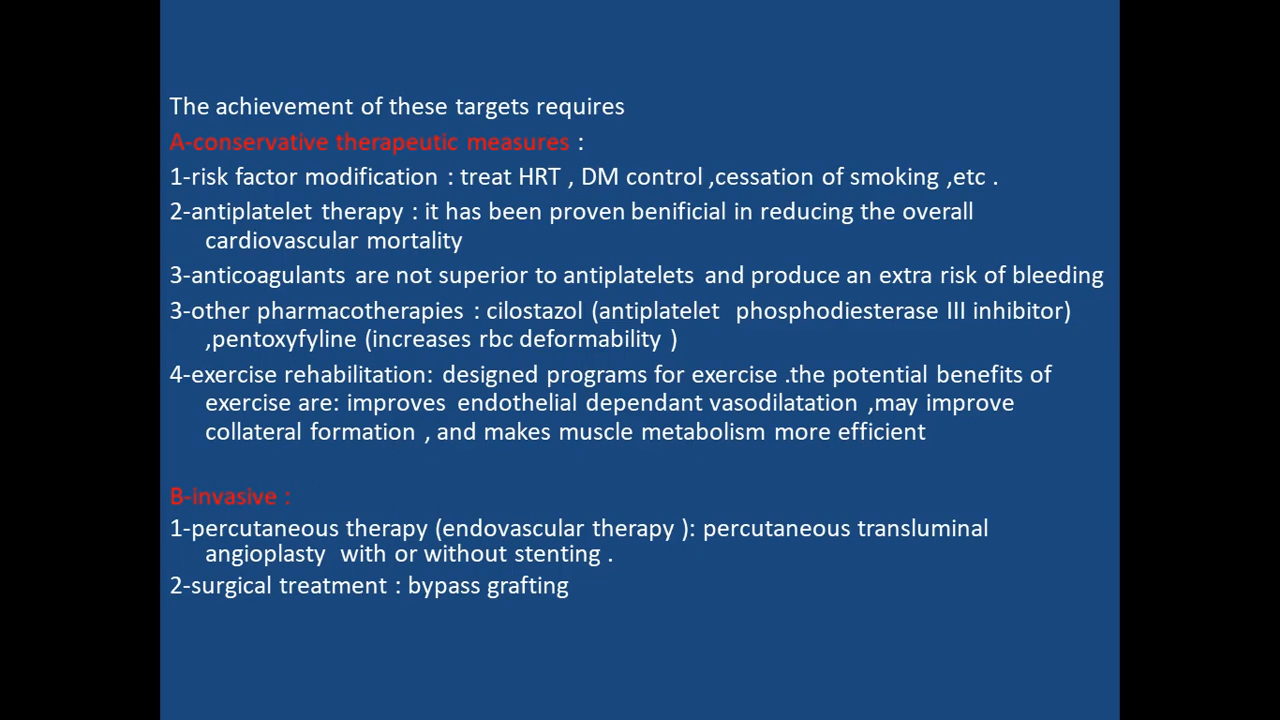 The achievement of these targets requires
A-conservative therapeutic measures :
1-risk factor modification : treat HRT , DM control ,cessation of smoking ,etc .
2-antiplatelet therapy : it has been proven benificial in reducing the overall
cardiovascular mortality
3-anticoagulants are not superior to antiplatelets and produce an extra risk of bleeding
3-other pharmacotherapies : cilostazol (antiplatelet phosphodiesterase III inhibitor)
,pentoxyfyline (increases rbc deformability )
4-exercise rehabilitation: designed programs for exercise .the potential benefits of
exercise are: improves endothelial dependant vasodilatation ,may improve
collateral formation , and makes muscle metabolism more efficient
B-invasive :
1-percutaneous therapy (endovascular therapy ): percutaneous transluminal
angioplasty with or without stenting .
2-surgical treatment : bypass grafting